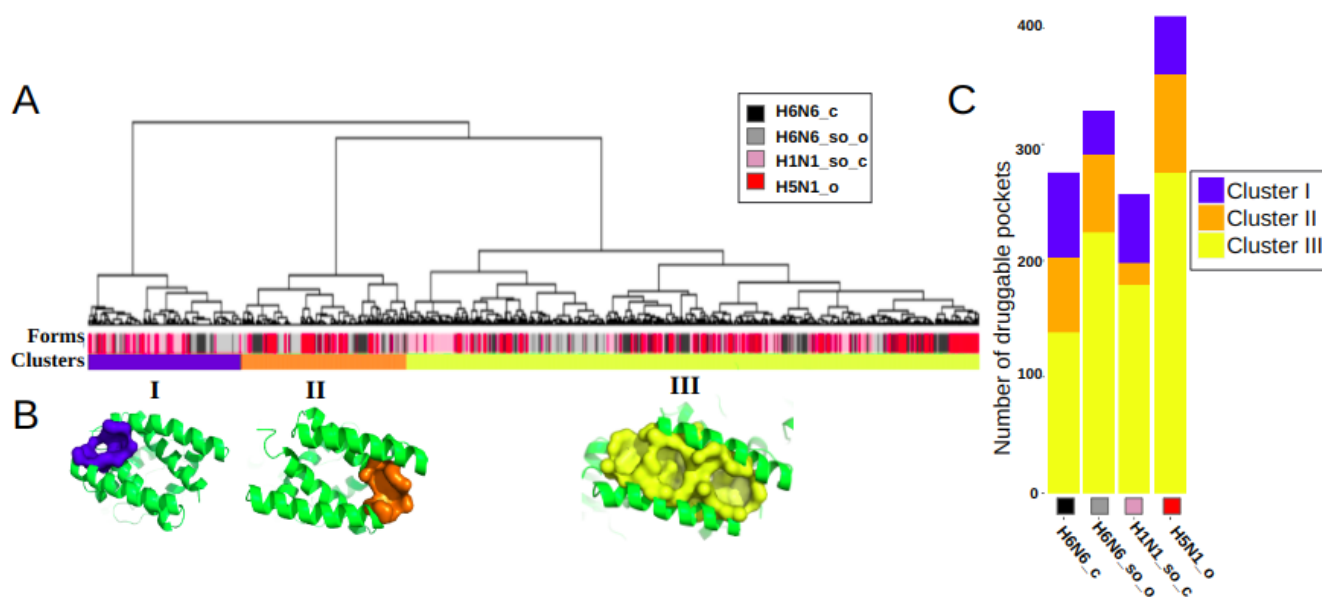 A
H6N6_c
H6N6_so_o
H1N1_so_c
H5N1_o
Forms
Clusters
I
II
III
B
C
Number of druggable pockets
400
300
200
100
0
Cluster I
Cluster II
Cluster III
H6N6_c
H6N6_so_o
H1N1_so_c
H5N1_o